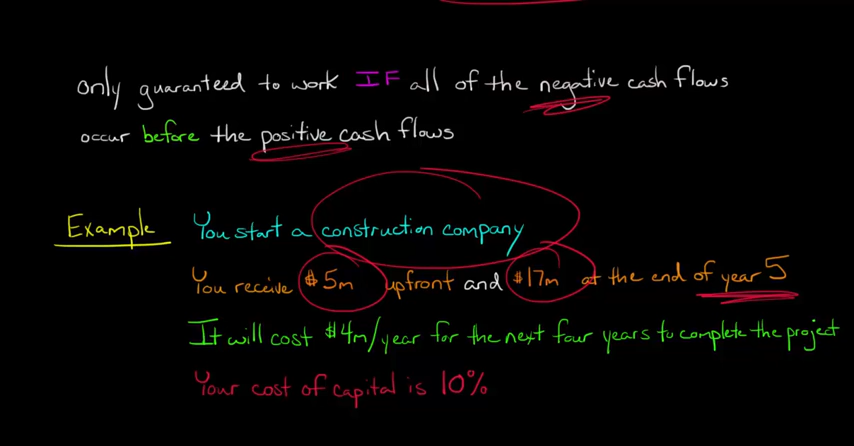 only guaranteed to work IF all of the negative cash flows
occur before the positive cash flows
Example
You start a construction company
You receive $5m upfront and $17m at the end of year 5
It will cost $4m/year for the next four years to complete the project
Your cost of capital is 10%